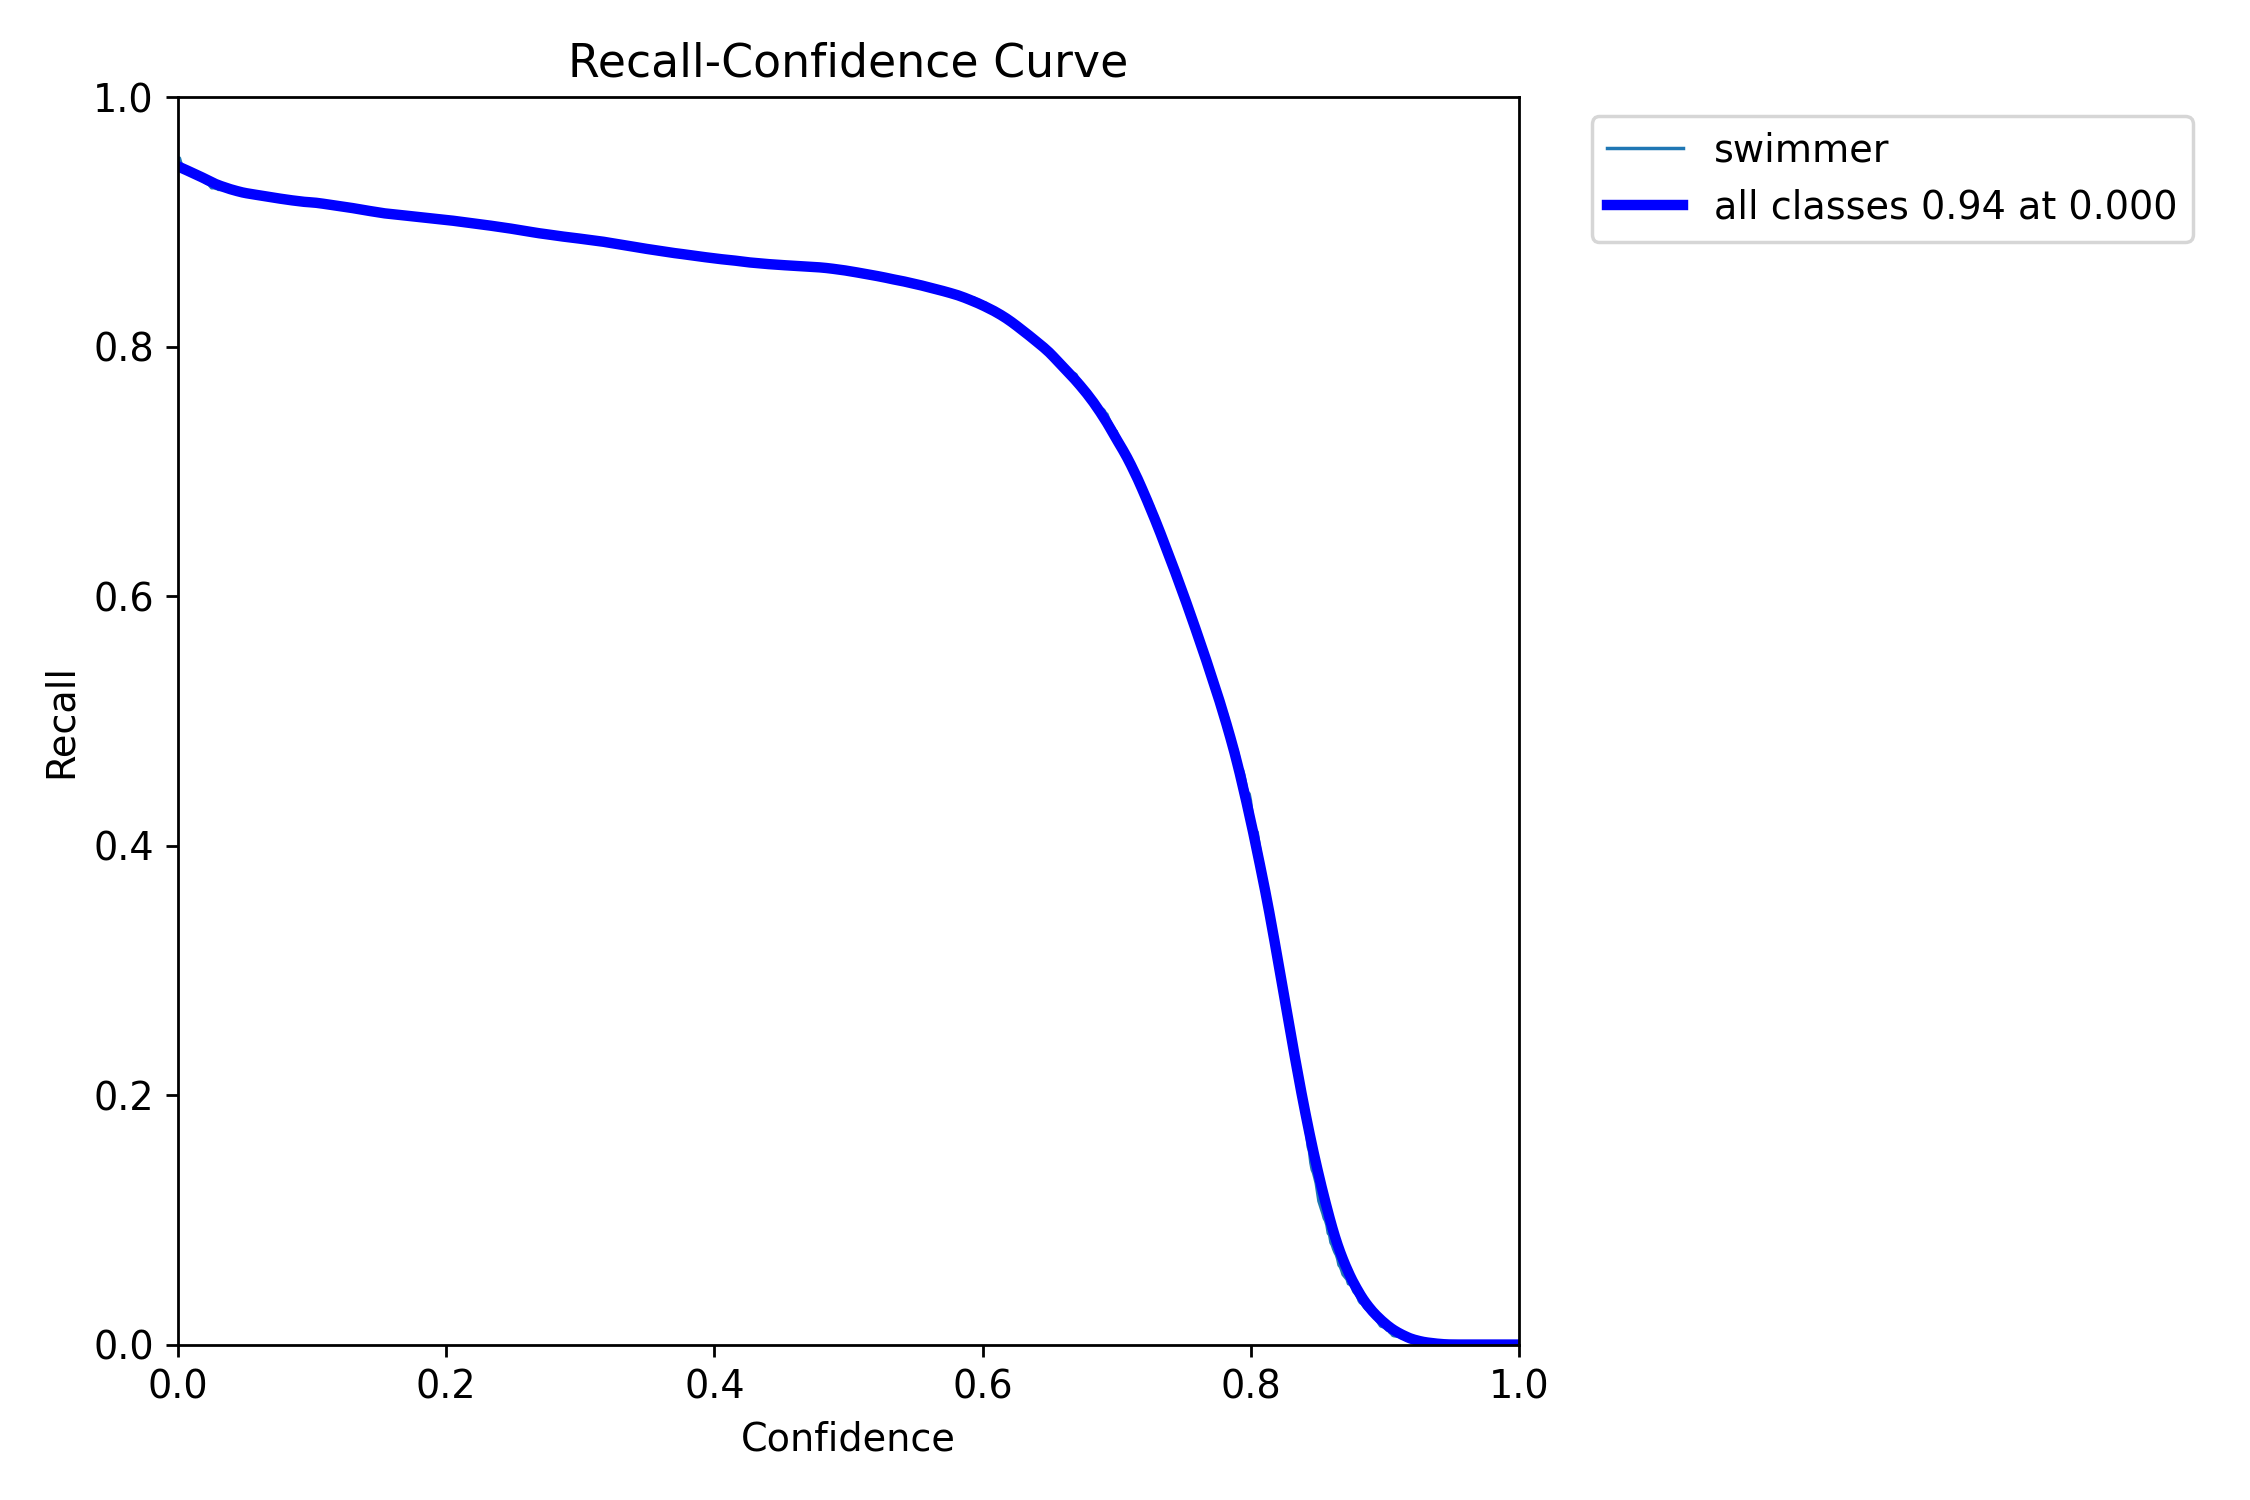 Recall-Confidence Curve
1.0
0.8
0.6
0.4
0.2
0.0
Recall
0.0 0.2 0.4 0.6 0.8 1.0
Confidence
swimmer
all classes 0.94 at 0.000